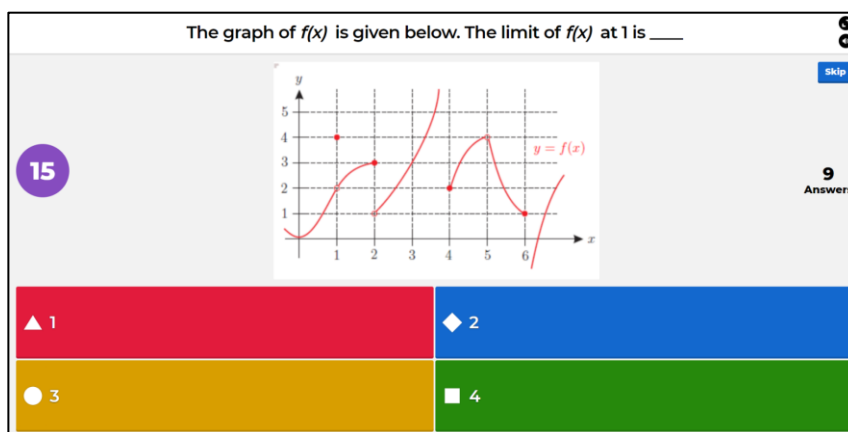 The graph of f(x) is given below. The limit of f(x) at 1 is ____
Skip
y
5
4
3
2
1
y = f(x)
1 2 3 4 5 6
x
15
9
Answers
1
2
3
4